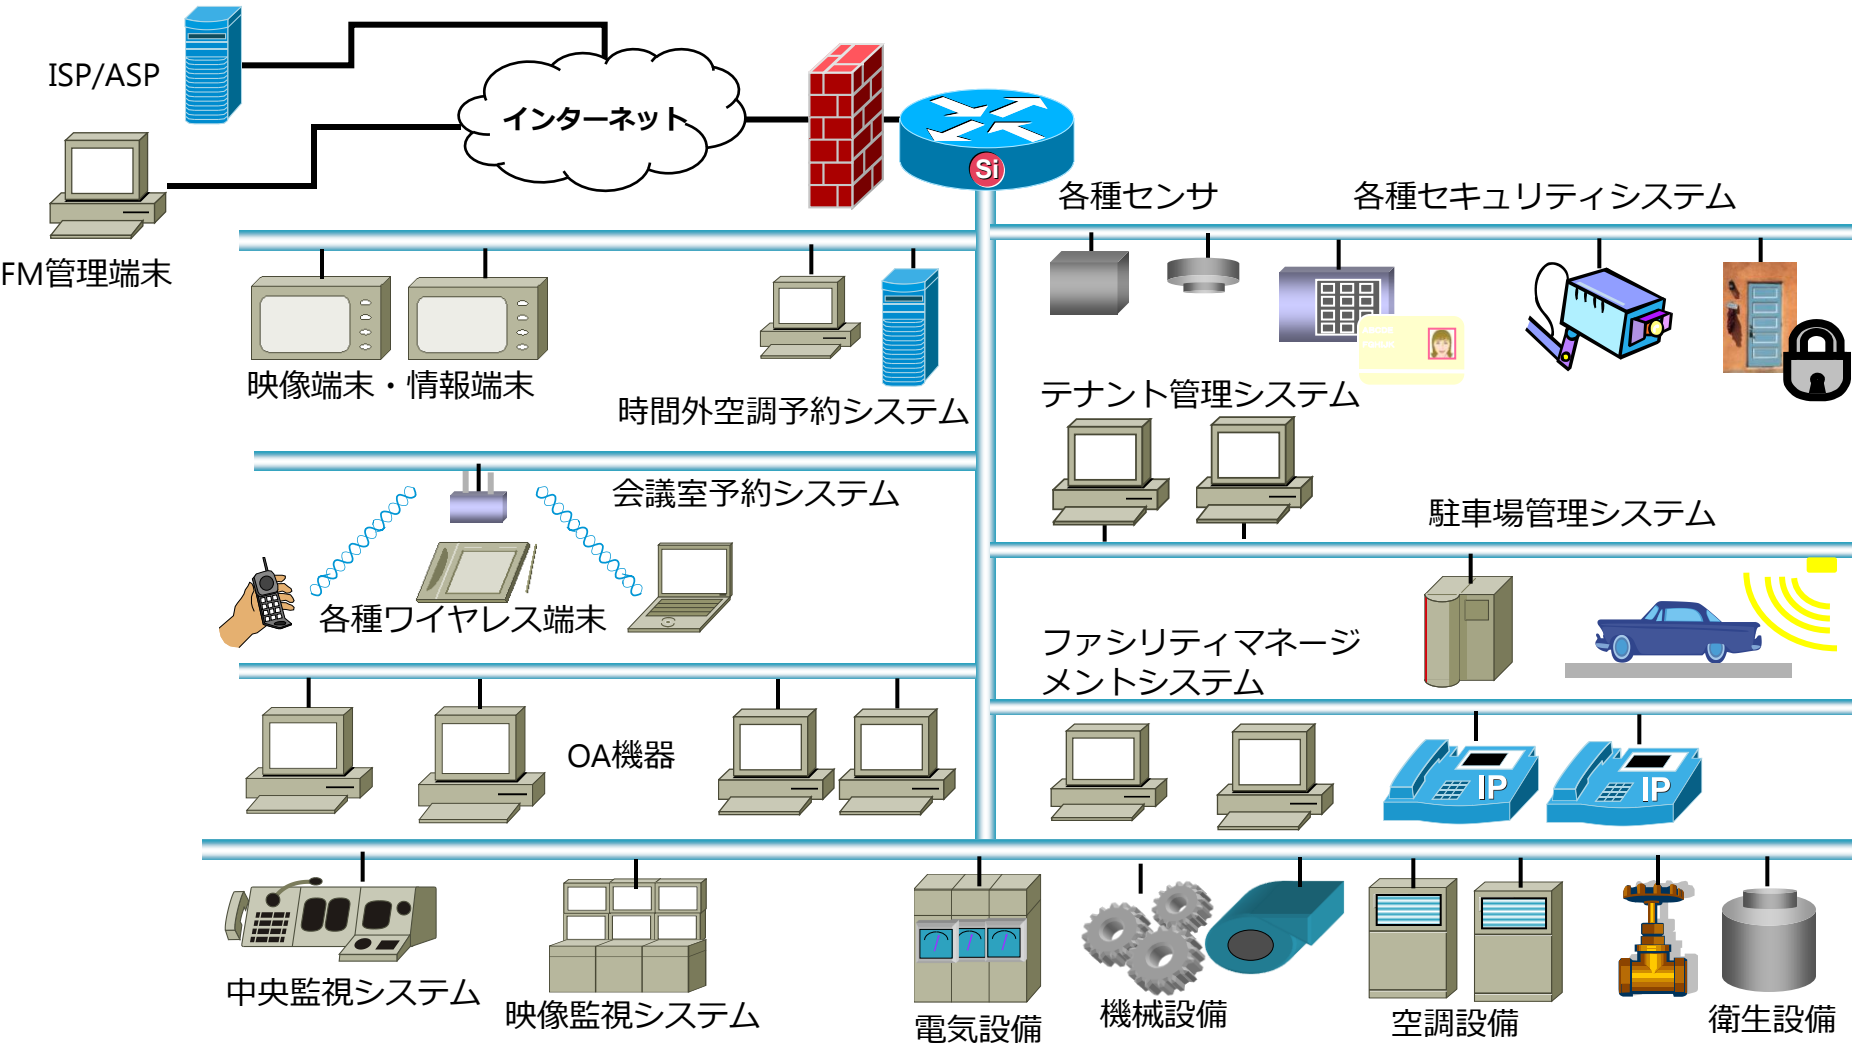 ISP/ASP
インターネット
Si
FM管理端末
各種センサ
各種セキュリティシステム
映像端末・情報端末
時間外空調予約システム
テナント管理システム
会議室予約システム
駐車場管理システム
各種ワイヤレス端末
ファシリティマネージ
メントシステム
OA機器
IP
IP
中央監視システム
映像監視システム
電気設備
機械設備
空調設備
衛生設備